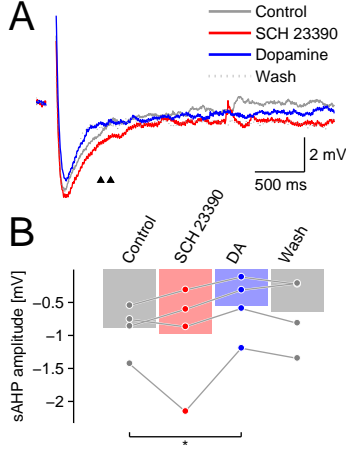 A
Control
SCH 23390
Dopamine
Wash
2 mV
500 ms
B
Control
SCH 23390
DA
Wash
sAHP amplitude [mV]
−0.5
−1
−1.5
−2
*